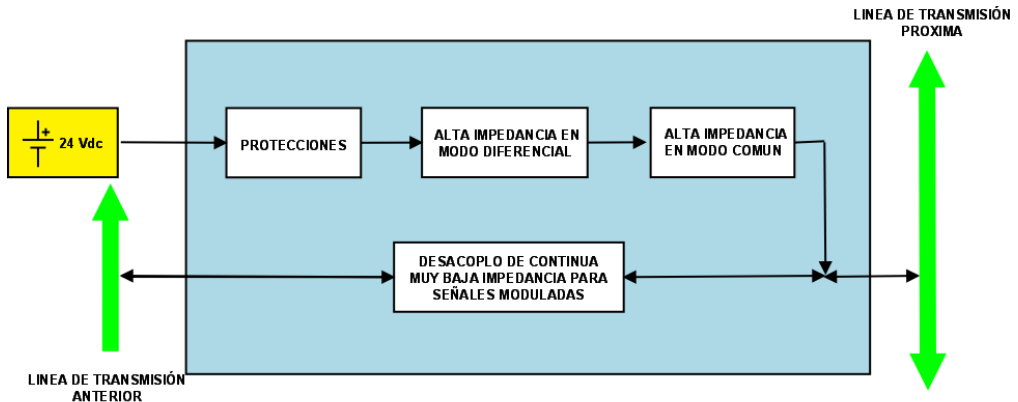 LINEA DE TRANSMISIÓN
PROXIMA
+
24 Vdc
PROTECCIONES
ALTA IMPEDANCIA EN
MODO DIFERENCIAL
ALTA IMPEDANCIA
EN MODO COMUN
DESACOPLO DE CONTINUA
MUY BAJA IMPEDANCIA PARA
SEÑALES MODULADAS
LINEA DE TRANSMISIÓN
ANTERIOR